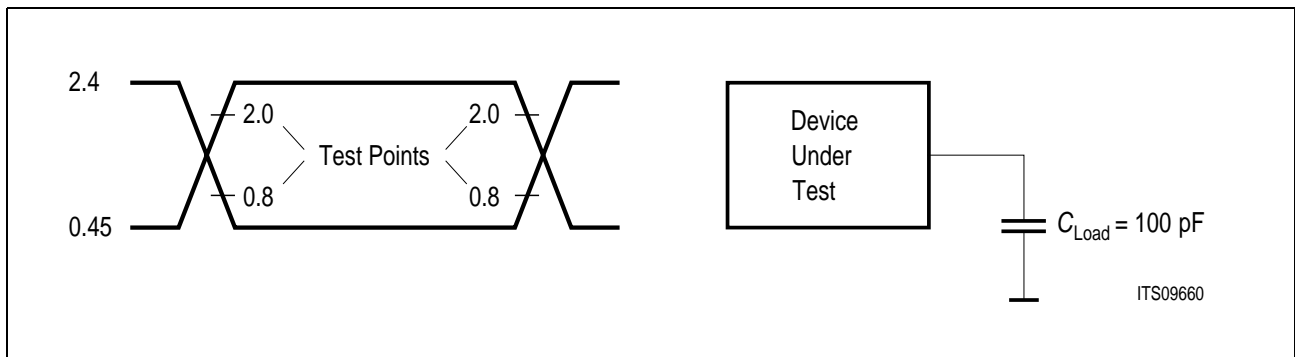 2.4
2.0
2.0
Test Points
0.8
0.8
0.45
Device
Under
Test
C_Load = 100 pF
ITS09660